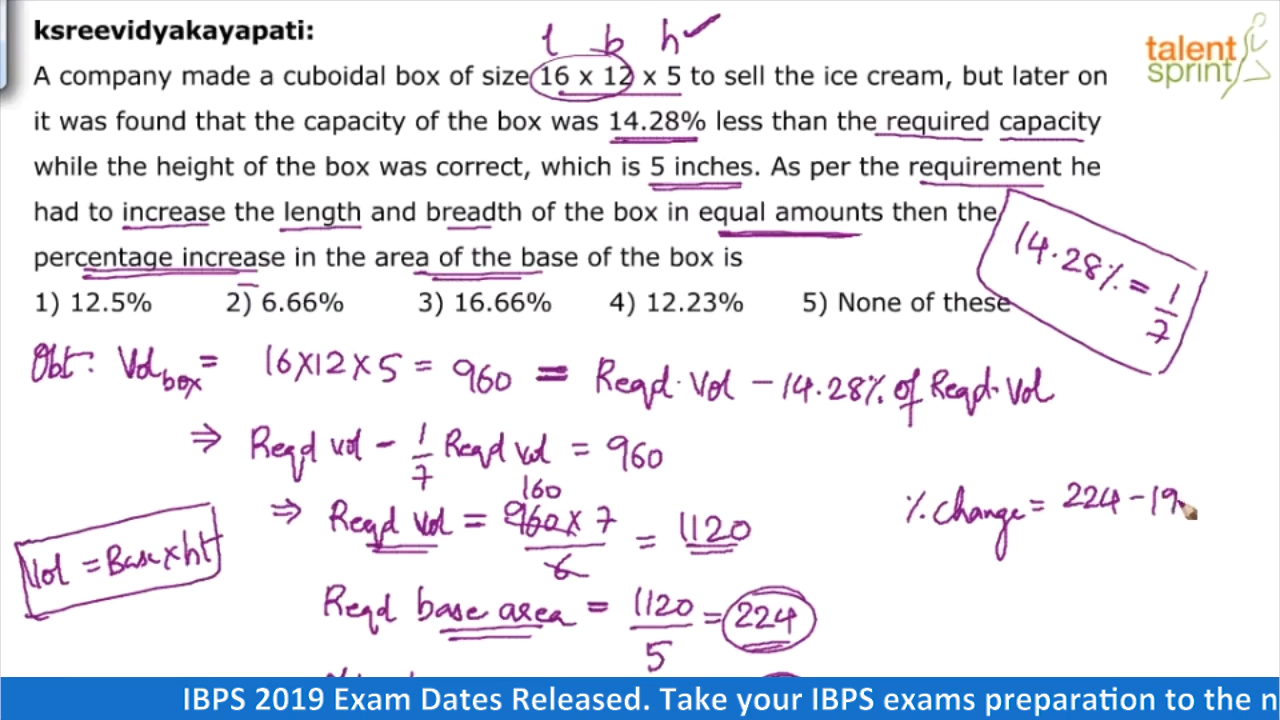 ksreevidyakayapati:
l b h ✓
talent
sprint
A company made a cuboidal box of size 16 x 12 x 5 to sell the ice cream, but later on
it was found that the capacity of the box was 14.28% less than the required capacity
while the height of the box was correct, which is 5 inches. As per the requirement he
had to increase the length and breadth of the box in equal amounts then the
percentage increase in the area of the base of the box is
14.28% = 1/7
1) 12.5% 2) 6.66% 3) 16.66% 4) 12.23% 5) None of these
Obt: Vol box = 16 x 12 x 5 = 960 = Reqd. Vol - 14.28% of Reqd. Vol
⇒ Reqd vol - 1/7 Reqd vol = 960
⇒ Reqd vol = 960 x 7 / 6 = 1120
160
% change = 224 - 19
Vol = Base x ht
Reqd base area = 1120 / 5 = 224
IBPS 2019 Exam Dates Released. Take your IBPS exams preparation to the n